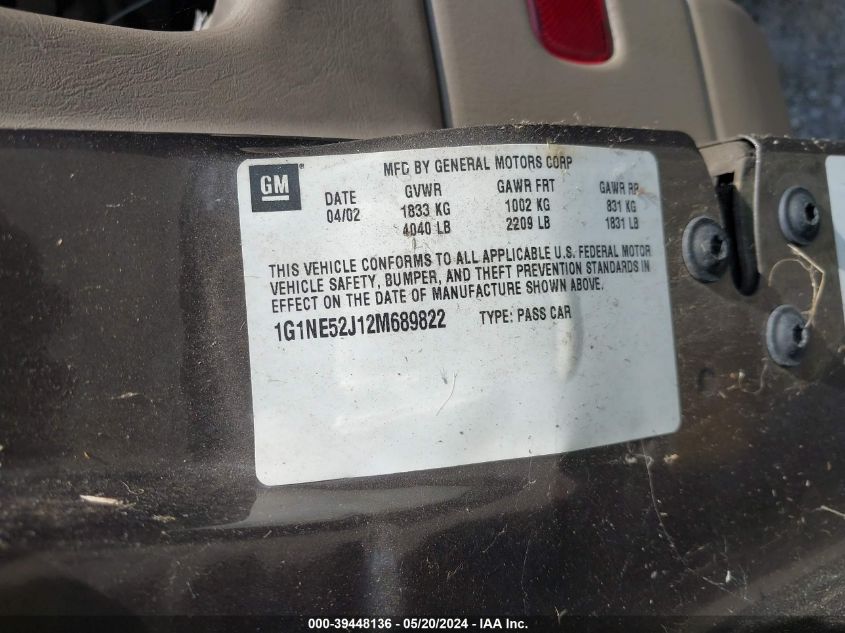 GM
MFD BY GENERAL MOTORS CORP
DATE GVWR GAWR FRT GAWR RR
04/02 1833 KG 1002 KG 831 KG
4040 LB 2209 LB 1831 LB
THIS VEHICLE CONFORMS TO ALL APPLICABLE U.S. FEDERAL MOTOR
VEHICLE SAFETY, BUMPER, AND THEFT PREVENTION STANDARDS IN
EFFECT ON THE DATE OF MANUFACTURE SHOWN ABOVE.
1G1NE52J12M689822 TYPE: PASS CAR
000-39448136 - 05/20/2024 - IAA Inc.